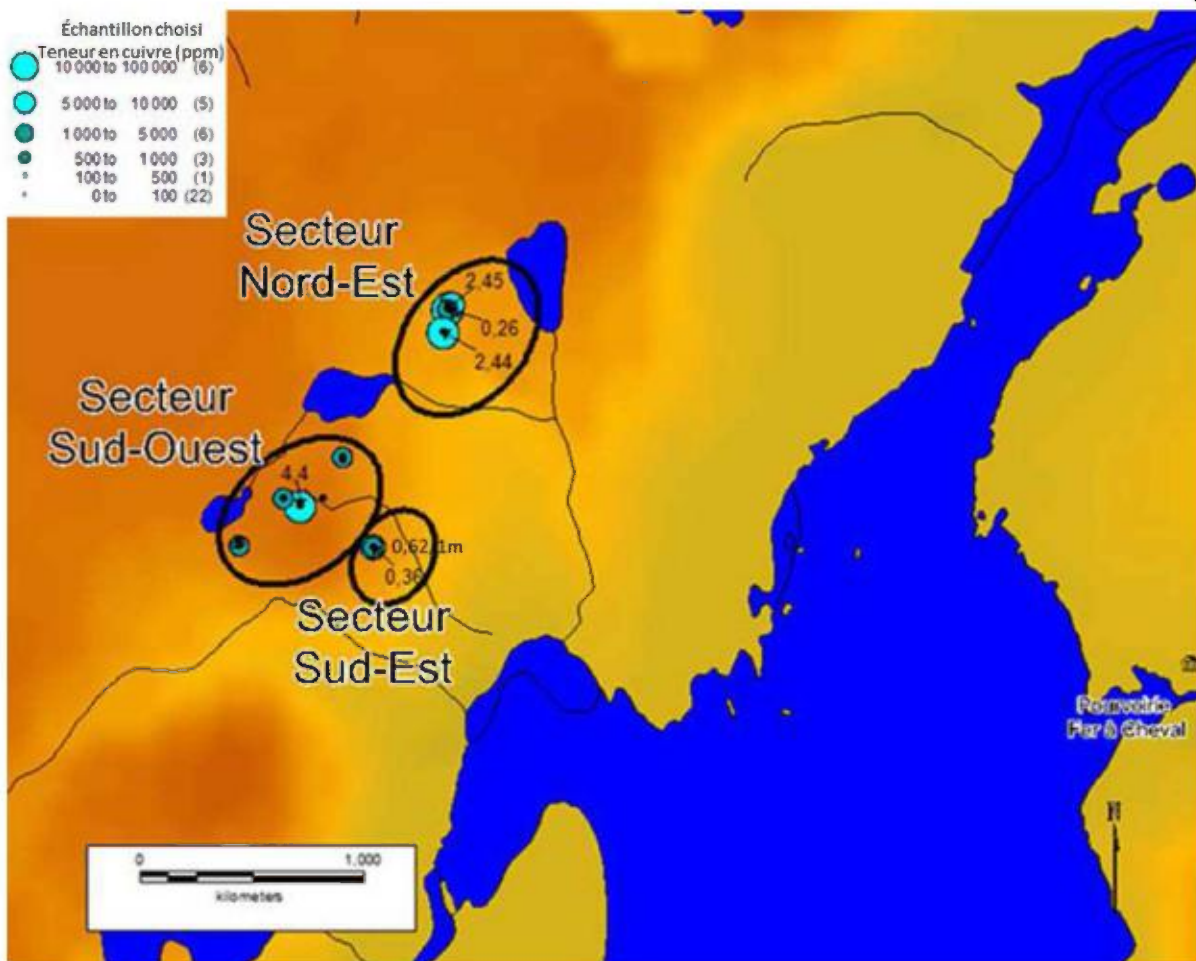 Échantillon choisi
Teneur en cuivre (ppm)
10 000 to 100 000 (6)
5 000 to 10 000 (5)
1 000 to 5 000 (6)
500 to 1 000 (3)
100 to 500 (1)
0 to 100 (22)
Secteur
Nord-Est
2,45
0,26
2,44
Secteur
Sud-Ouest
4,4
0,62, 1m
0,36
Secteur
Sud-Est
Pourvoirie
Fer à Cheval
N
0 1,000
kilometers